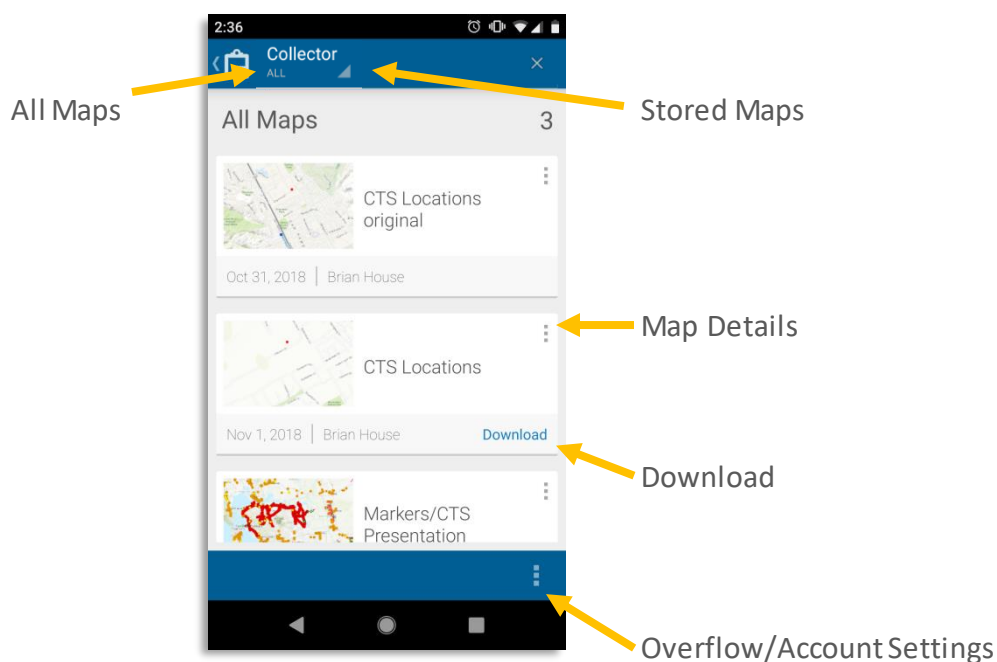 2:36
Collector
ALL
All Maps
Stored Maps
All Maps
3
CTS Locations
original
Oct 31, 2018 | Brian House
Map Details
CTS Locations
Nov 1, 2018 | Brian House
Download
Download
Markers/CTS
Presentation
Overflow/Account Settings